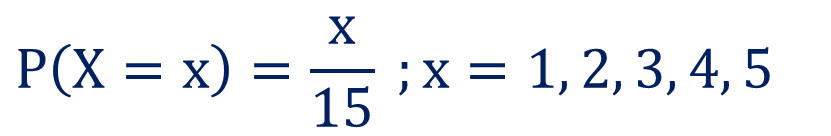 P(X = x) = x/15 ; x = 1, 2, 3, 4, 5